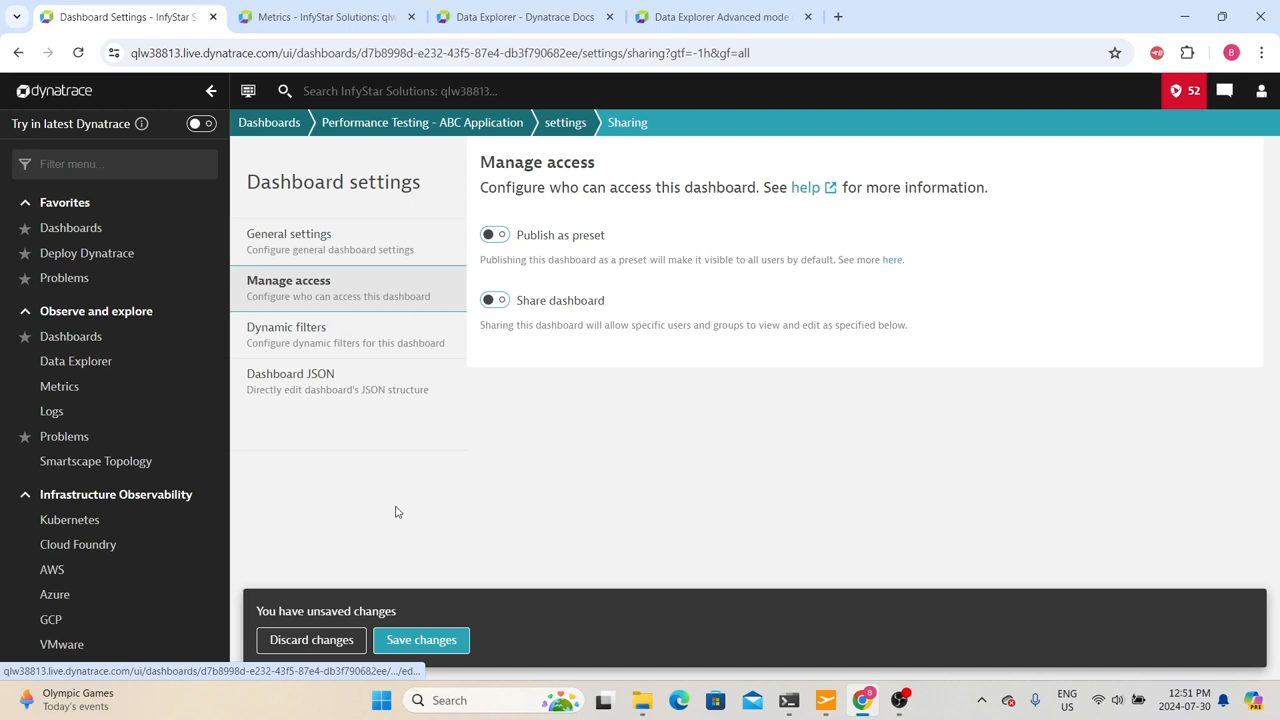 Dashboard Settings - InfyStar S
Metrics - InfyStar Solutions: qlw
Data Explorer - Dynatrace Docs
Data Explorer Advanced mode
qlw38813.live.dynatrace.com/ui/dashboards/d7b8998d-e232-43f5-87e4-db3f790682ee/settings/sharing?gtf=-1h&gf=all
B
dynatrace
Search InfyStar Solutions: qlw38813...
52
Try in latest Dynatrace
Dashboards
Performance Testing - ABC Application
settings
Sharing
Filter menu...
Favorites
Dashboards
Deploy Dynatrace
Problems
Observe and explore
Dashboards
Data Explorer
Metrics
Logs
Problems
Smartscape Topology
Infrastructure Observability
Kubernetes
Cloud Foundry
AWS
Azure
GCP
VMware
Dashboard settings
General settings
Configure general dashboard settings
Manage access
Configure who can access this dashboard
Dynamic filters
Configure dynamic filters for this dashboard
Dashboard JSON
Directly edit dashboard's JSON structure
Manage access
Configure who can access this dashboard. See help for more information.
Publish as preset
Publishing this dashboard as a preset will make it visible to all users by default. See more here.
Share dashboard
Sharing this dashboard will allow specific users and groups to view and edit as specified below.
You have unsaved changes
Discard changes
Save changes
qlw38813.live.dynatrace.com/ui/dashboards/d7b8998d-e232-43f5-87e4-db3f790682ee/.../ed...
Olympic Games
Today's events
Search
ENG
US
12:51 PM
2024-07-30